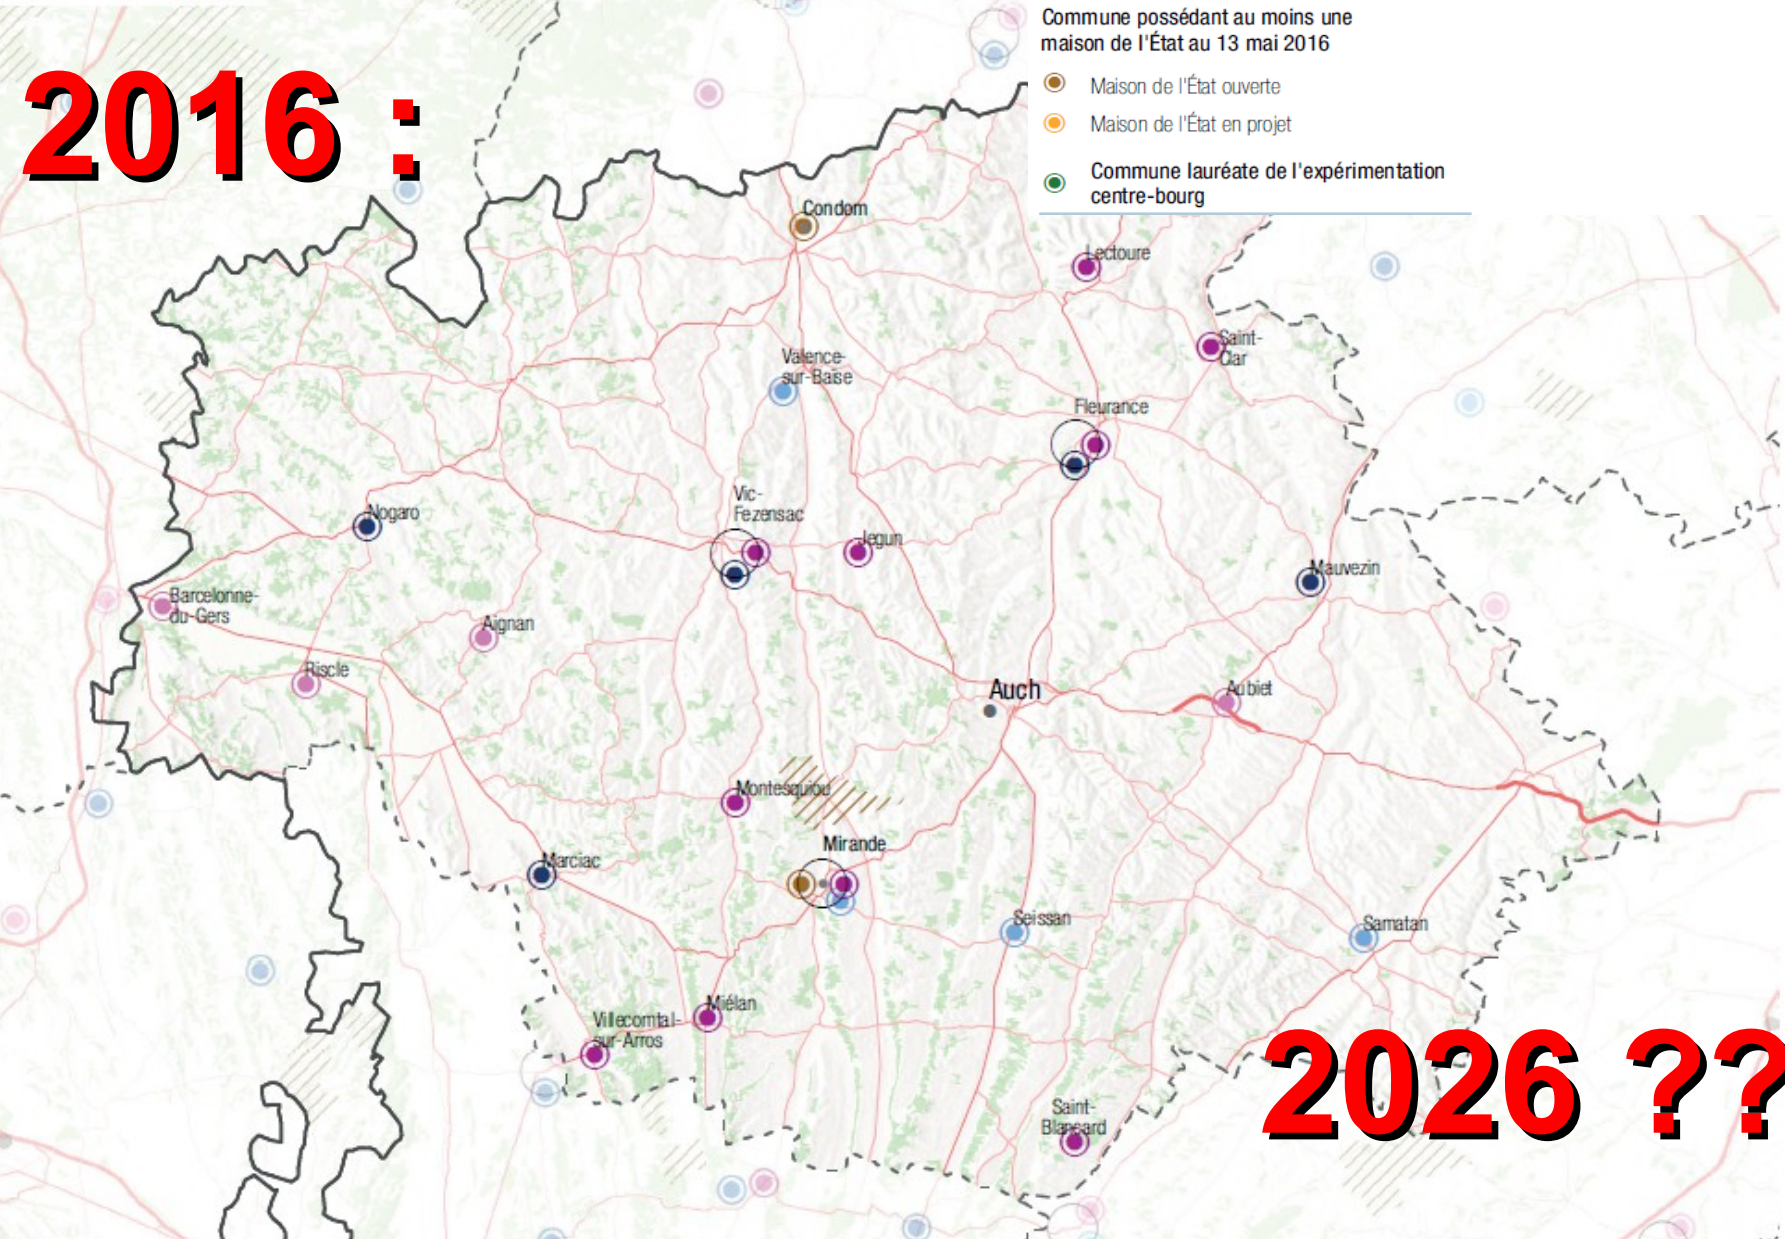 Commune possédant au moins une
maison de l'État au 13 mai 2016
Maison de l'État ouverte
Maison de l'État en projet
Commune lauréate de l'expérimentation
centre-bourg
2016 :
Condom
Lectoure
Saint-
Clar
Valence-
sur-Baïse
Fleurance
Vic-
Fezensac
Nogaro
Jegun
Mauvezin
Barcelonne-
du-Gers
Aignan
Riscle
Auch
Aubiet
Montesquiou
Mirande
Marciac
Seissan
Samatan
Miélan
Villecomtal-
sur-Arros
Saint-
Blancard
2026 ??